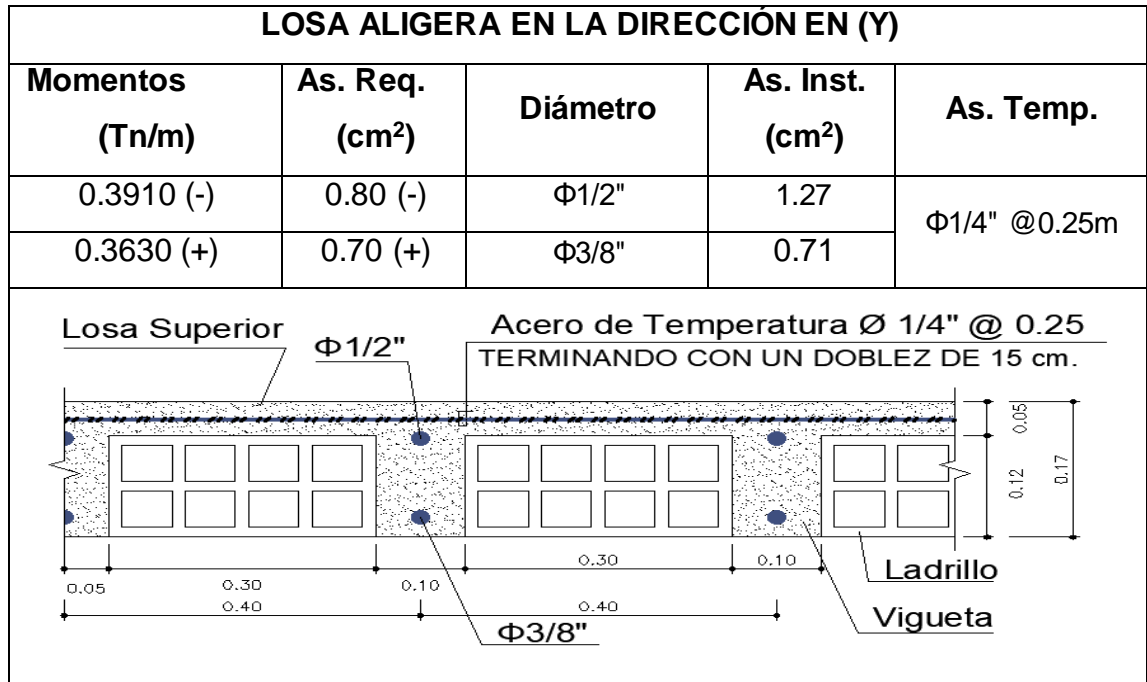 LOSA ALIGERA EN LA DIRECCIÓN EN (Y)
Momentos (Tn/m) As. Req. (cm²) Diámetro As. Inst. (cm²) As. Temp.
0.3910 (-) 0.80 (-) Φ1/2" 1.27 Φ1/4" @0.25m
0.3630 (+) 0.70 (+) Φ3/8" 0.71
Losa Superior
Φ1/2"
Acero de Temperatura Ø 1/4" @ 0.25
TERMINANDO CON UN DOBLEZ DE 15 cm.
0.05
0.12
0.17
0.05 0.30 0.10 0.30 0.10
0.40 0.40
Ladrillo
Vigueta
Φ3/8"